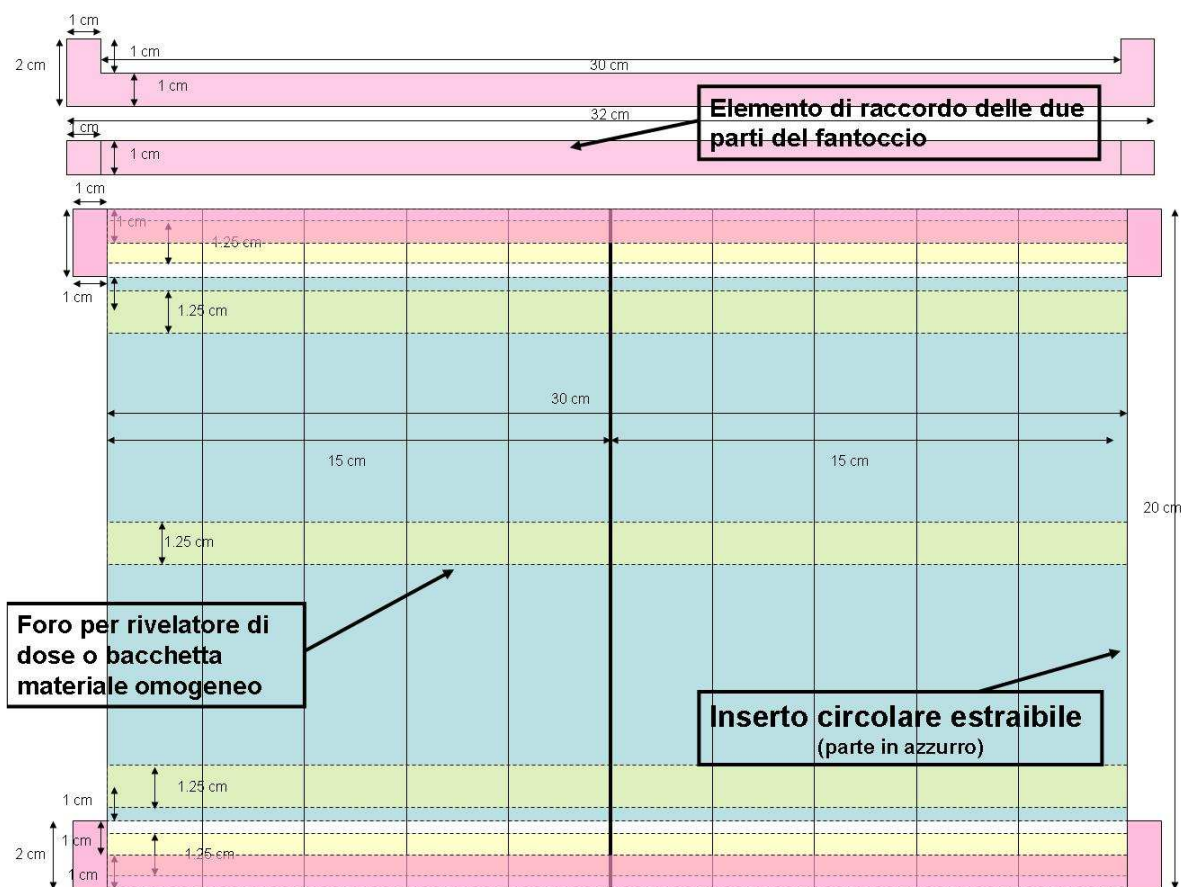 1 cm
1 cm
2 cm
30 cm
1 cm
Elemento di raccordo delle due
parti del fantoccio
32 cm
1 cm
1 cm
1 cm
1 cm
1.25 cm
1 cm
1.25 cm
30 cm
15 cm
15 cm
20 cm
1.25 cm
Foro per rivelatore di
dose o bacchetta
materiale omogeneo
Inserto circolare estraibile
(parte in azzurro)
1.25 cm
1 cm
1 cm
2 cm
1.25 cm
1 cm